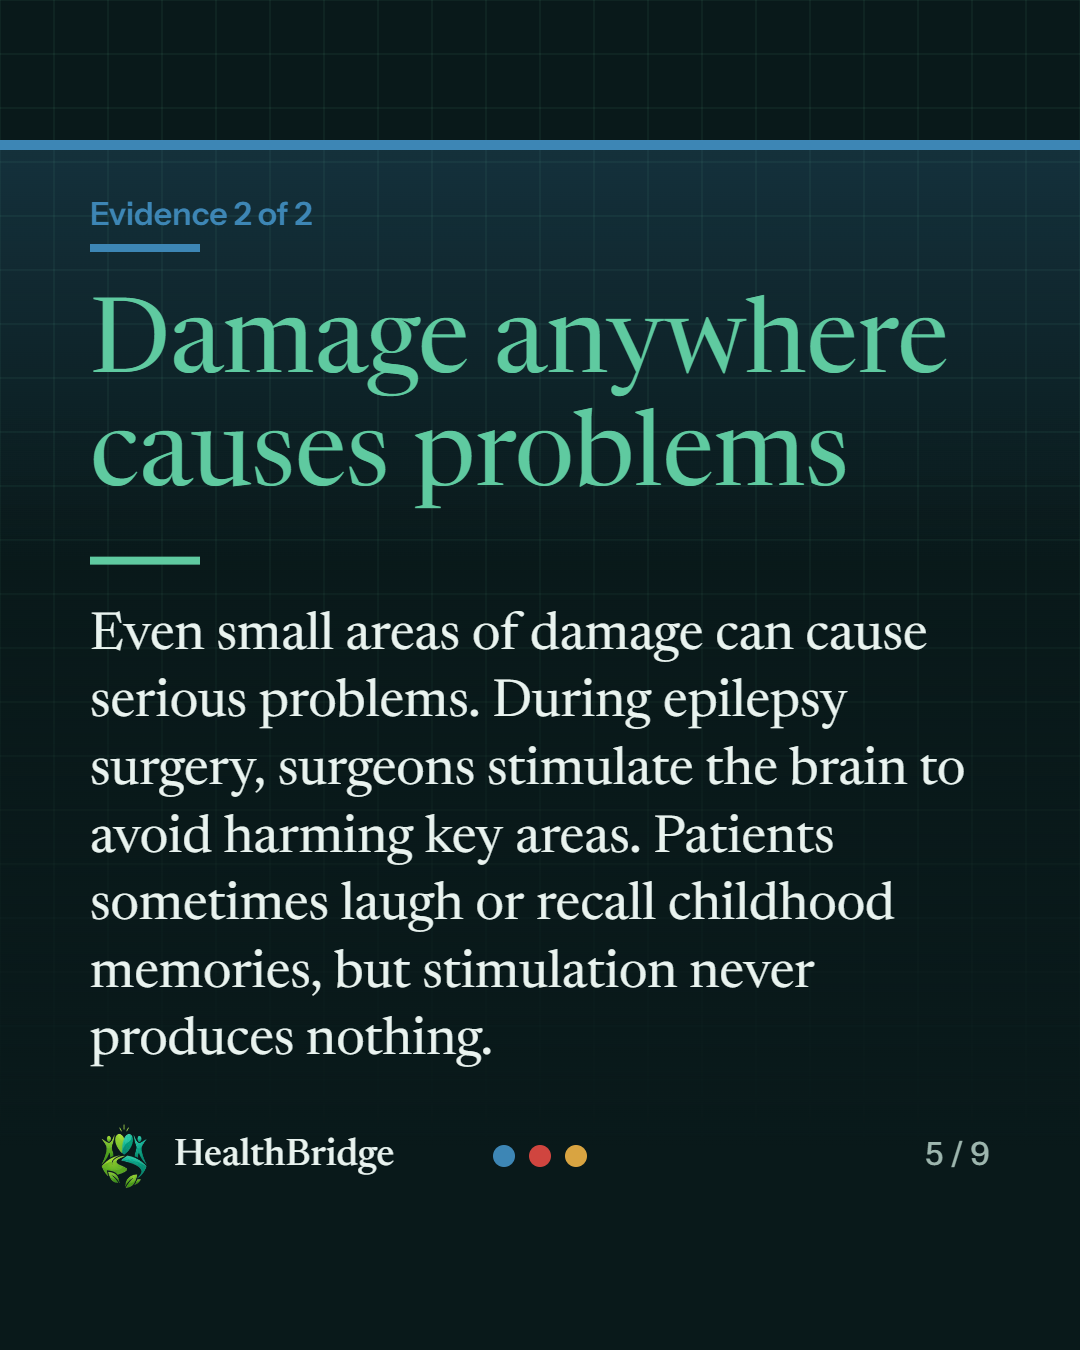 Evidence 2 of 2
Damage anywhere
causes problems
Even small areas of damage can cause
serious problems. During epilepsy
surgery, surgeons stimulate the brain to
avoid harming key areas. Patients
sometimes laugh or recall childhood
memories, but stimulation never
produces nothing.
HealthBridge
5 / 9